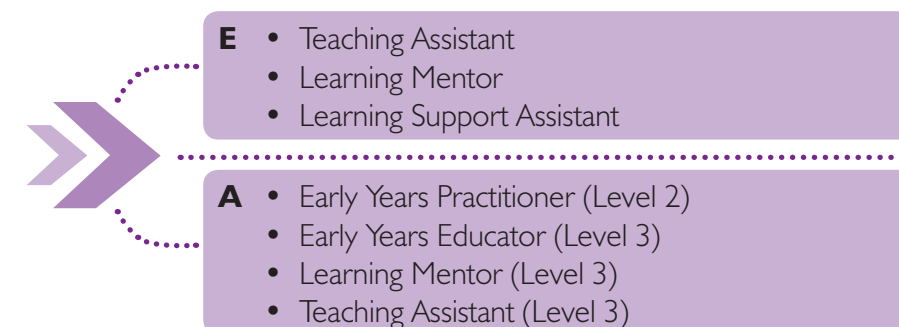 E • Teaching Assistant
• Learning Mentor
• Learning Support Assistant
A • Early Years Practitioner (Level 2)
• Early Years Educator (Level 3)
• Learning Mentor (Level 3)
• Teaching Assistant (Level 3)